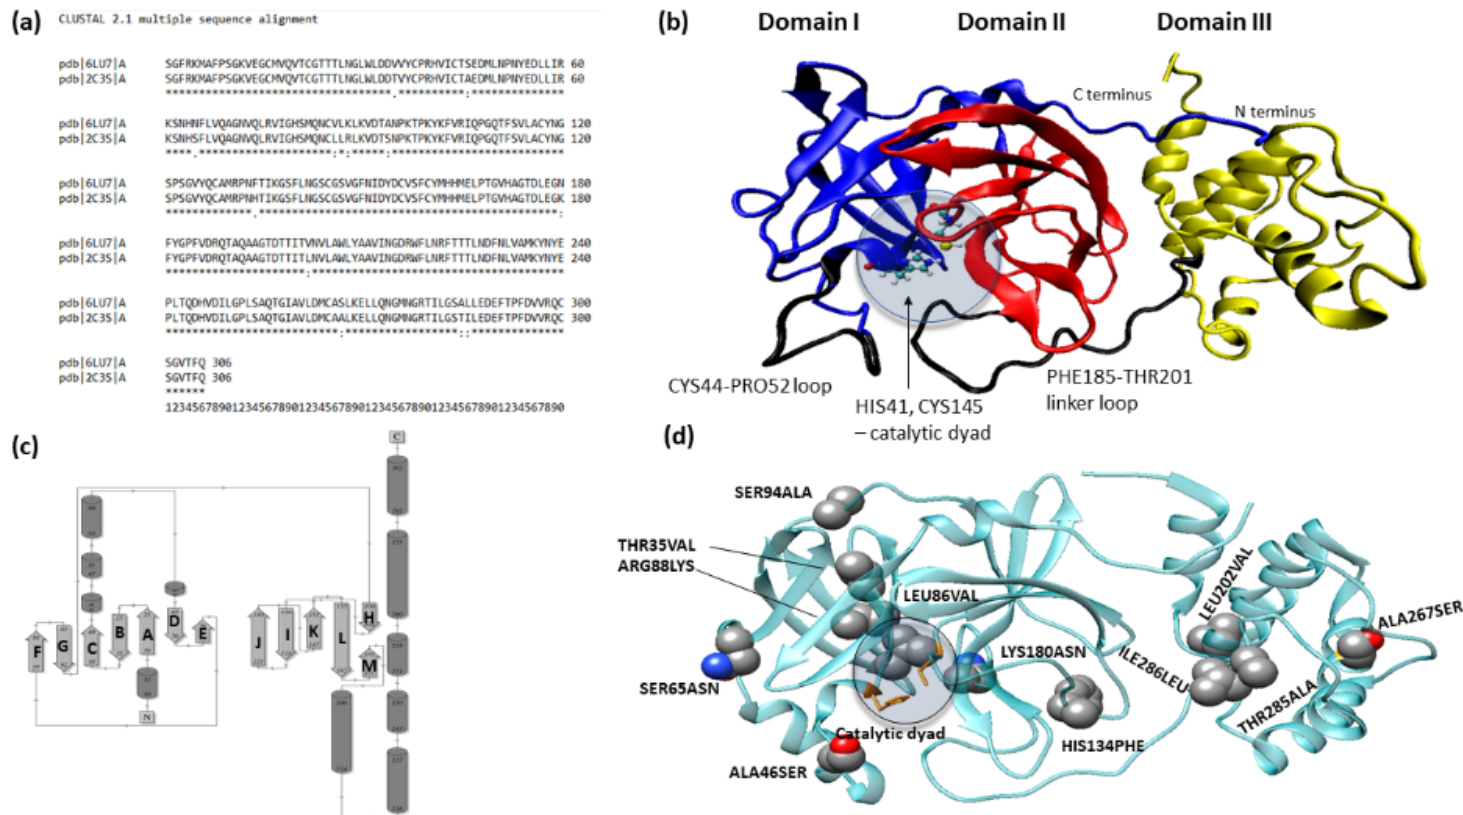 (a)
CLUSTAL 2.1 multiple sequence alignment
pdb|6LU7|A SGFRKMAFPSGKVEGCMVQVTCGTTTLNGLWLDDVVYCPRHVICTSEDMLNPNYEDLLIR 60
pdb|2C3S|A SGFRKMAFPSGKVEGCMVQVTCGTTTLNGLWLDDTVYCPRHVICTAEDMLNPNYEDLLIR 60
**********************************.**********:**************
pdb|6LU7|A KSNHNFLVQAGNVQLRVIGHSMQNCVLKLKVDTANPKTPKYKFVRIQPGQTFSVLACYNG 120
pdb|2C3S|A KSNHSFLVQAGNVQLRVIGHSMQNCLLRLKVDTSNPKTPKYKFVRIQPGQTFSVLACYNG 120
****.********************:*:*****:**************************
pdb|6LU7|A SPSGVYQCAMRPNFTIKGSFLNGSCGSVGFNIDYDCVSFCYMHHMELPTGVHAGTDLEGN 180
pdb|2C3S|A SPSGVYQCAMRPNHTIKGSFLNGSCGSVGFNIDYDCVSFCYMHHMELPTGVHAGTDLEGK 180
*************.**********************************************:
pdb|6LU7|A FYGPFVDRQTAQAAGTDTTITVNVLAWLYAAVINGDRWFLNRFTTTLNDFNLVAMKYNYE 240
pdb|2C3S|A FYGPFVDRQTAQAAGTDTTITLNVLAWLYAAVINGDRWFLNRFTTTLNDFNLVAMKYNYE 240
*********************:**************************************
pdb|6LU7|A PLTQDHVDILGPLSAQTGIAVLDMCASLKELLQNGMNGRTILGSALLEDEFTPFDVVRQC 300
pdb|2C3S|A PLTQDHVDILGPLSAQTGIAVLDMCAALKELLQNGMNGRTILGSTILEDEFTPFDVVRQC 300
**************************:*****************::**************
pdb|6LU7|A SGVTFQ 306
pdb|2C3S|A SGVTFQ 306
******
123456789012345678901234567890123456789012345678901234567890
(b)
Domain I Domain II Domain III
C terminus
N terminus
CYS44-PRO52 loop
HIS41, CYS145
– catalytic dyad
PHE185-THR201
linker loop
(c)
C
F G C B A D E J I K L H M
N
(d)
SER94ALA
THR35VAL
ARG88LYS
LEU86VAL
SER65ASN
LYS180ASN
ILE286LEU
LEU202VAL
ALA267SER
THR285ALA
HIS134PHE
Catalytic dyad
ALA46SER